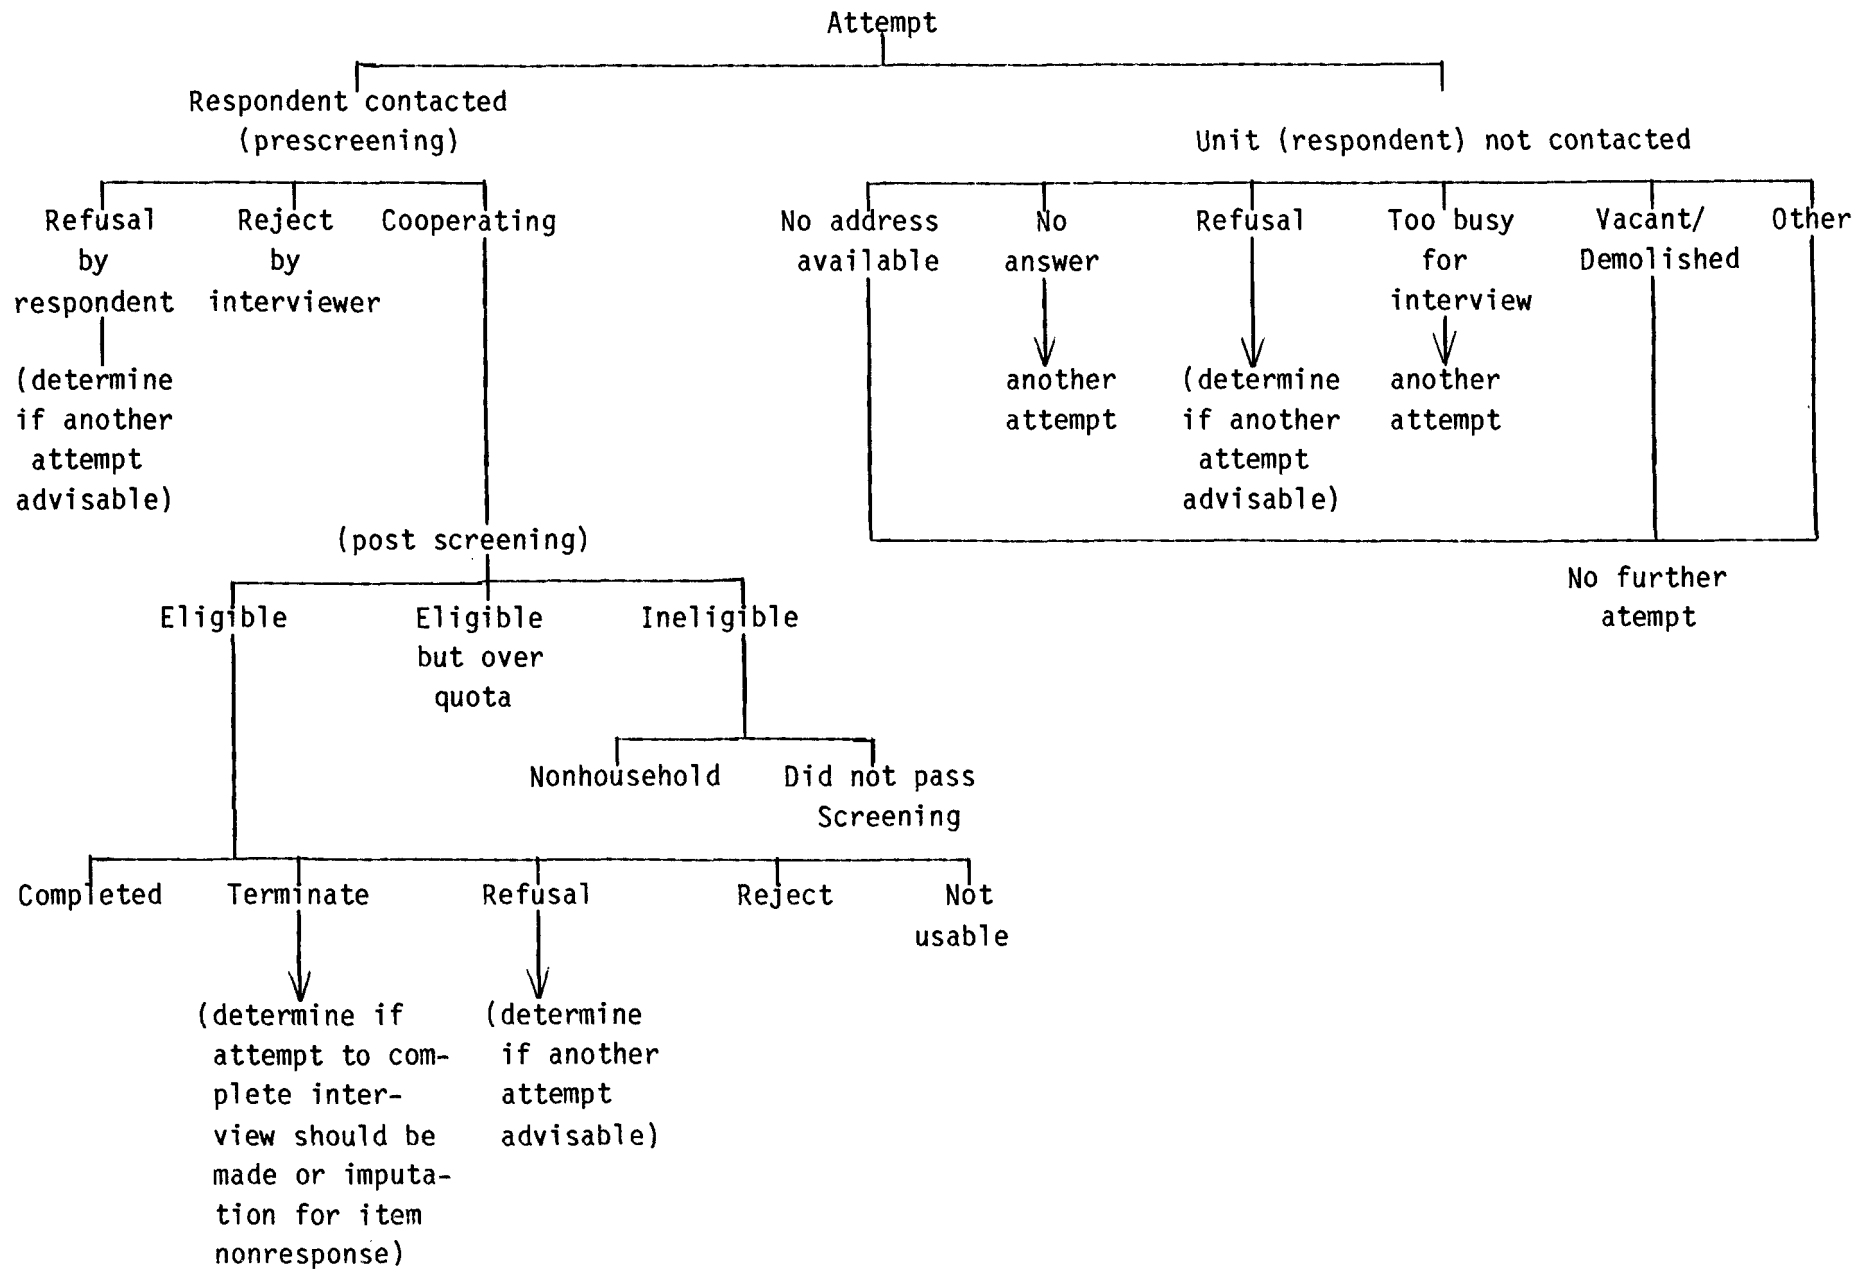 Attempt
Respondent contacted
(prescreening)
Unit (respondent) not contacted
Refusal
by
respondent
(determine
if another
attempt
advisable)
Reject
by
interviewer
Cooperating
No address
available
No
answer
another
attempt
Refusal
(determine
if another
attempt
advisable)
Too busy
for
interview
another
attempt
Vacant/
Demolished
Other
No further
atempt
(post screening)
Eligible
Eligible
but over
quota
Ineligible
Nonhousehold
Did not pass
Screening
Completed
Terminate
(determine if
attempt to com-
plete inter-
view should be
made or imputa-
tion for item
nonresponse)
Refusal
(determine
if another
attempt
advisable)
Reject
Not
usable